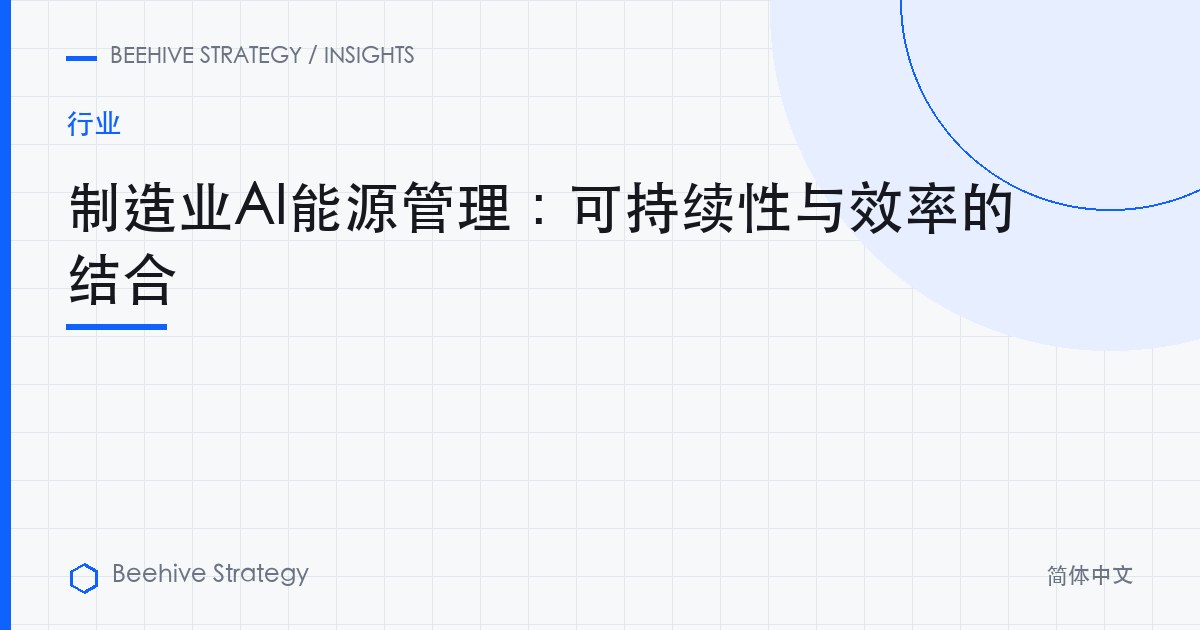 BEEHIVE STRATEGY / INSIGHTS
行业
制造业AI能源管理：可持续性与效率的
结合
Beehive Strategy
简体中文